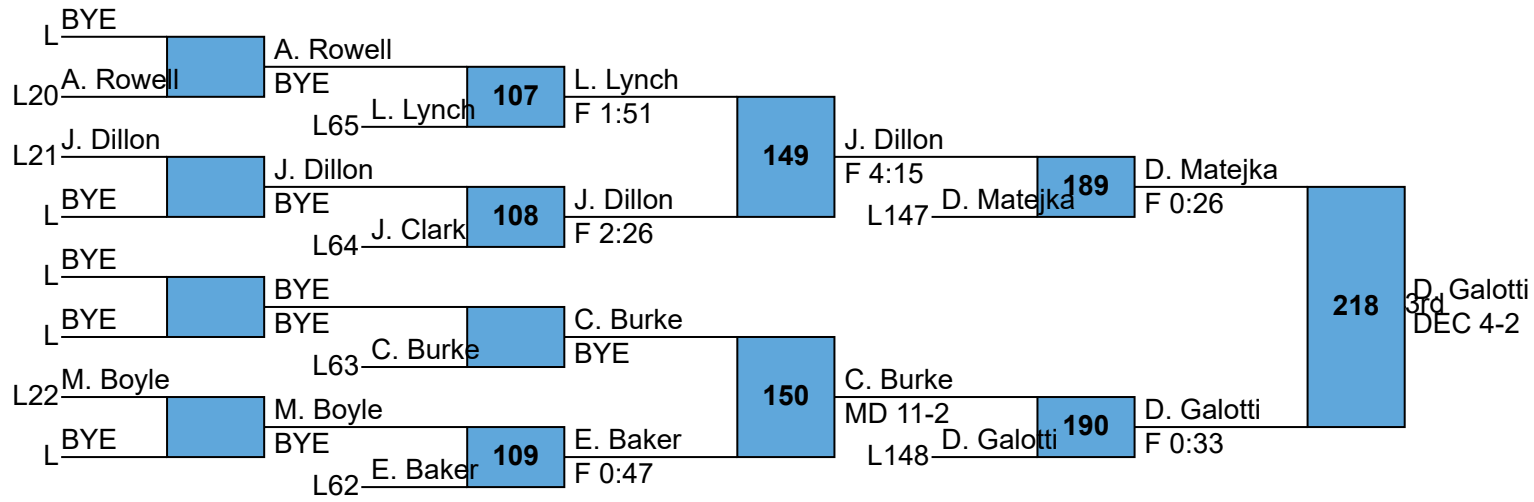 BYE
L
A. Rowell
L20
A. Rowell
BYE
L. Lynch
L65
107
L. Lynch
F 1:51
J. Dillon
L21
BYE
L
J. Dillon
BYE
J. Clark
L64
108
J. Dillon
F 2:26
149
J. Dillon
F 4:15
D. Matejka
L147
189
D. Matejka
F 0:26
BYE
L
BYE
L
BYE
BYE
C. Burke
L63
C. Burke
BYE
M. Boyle
L22
BYE
L
M. Boyle
BYE
E. Baker
L62
109
E. Baker
F 0:47
150
C. Burke
MD 11-2
D. Galotti
L148
190
D. Galotti
F 0:33
218
3rd
D. Galotti
DEC 4-2